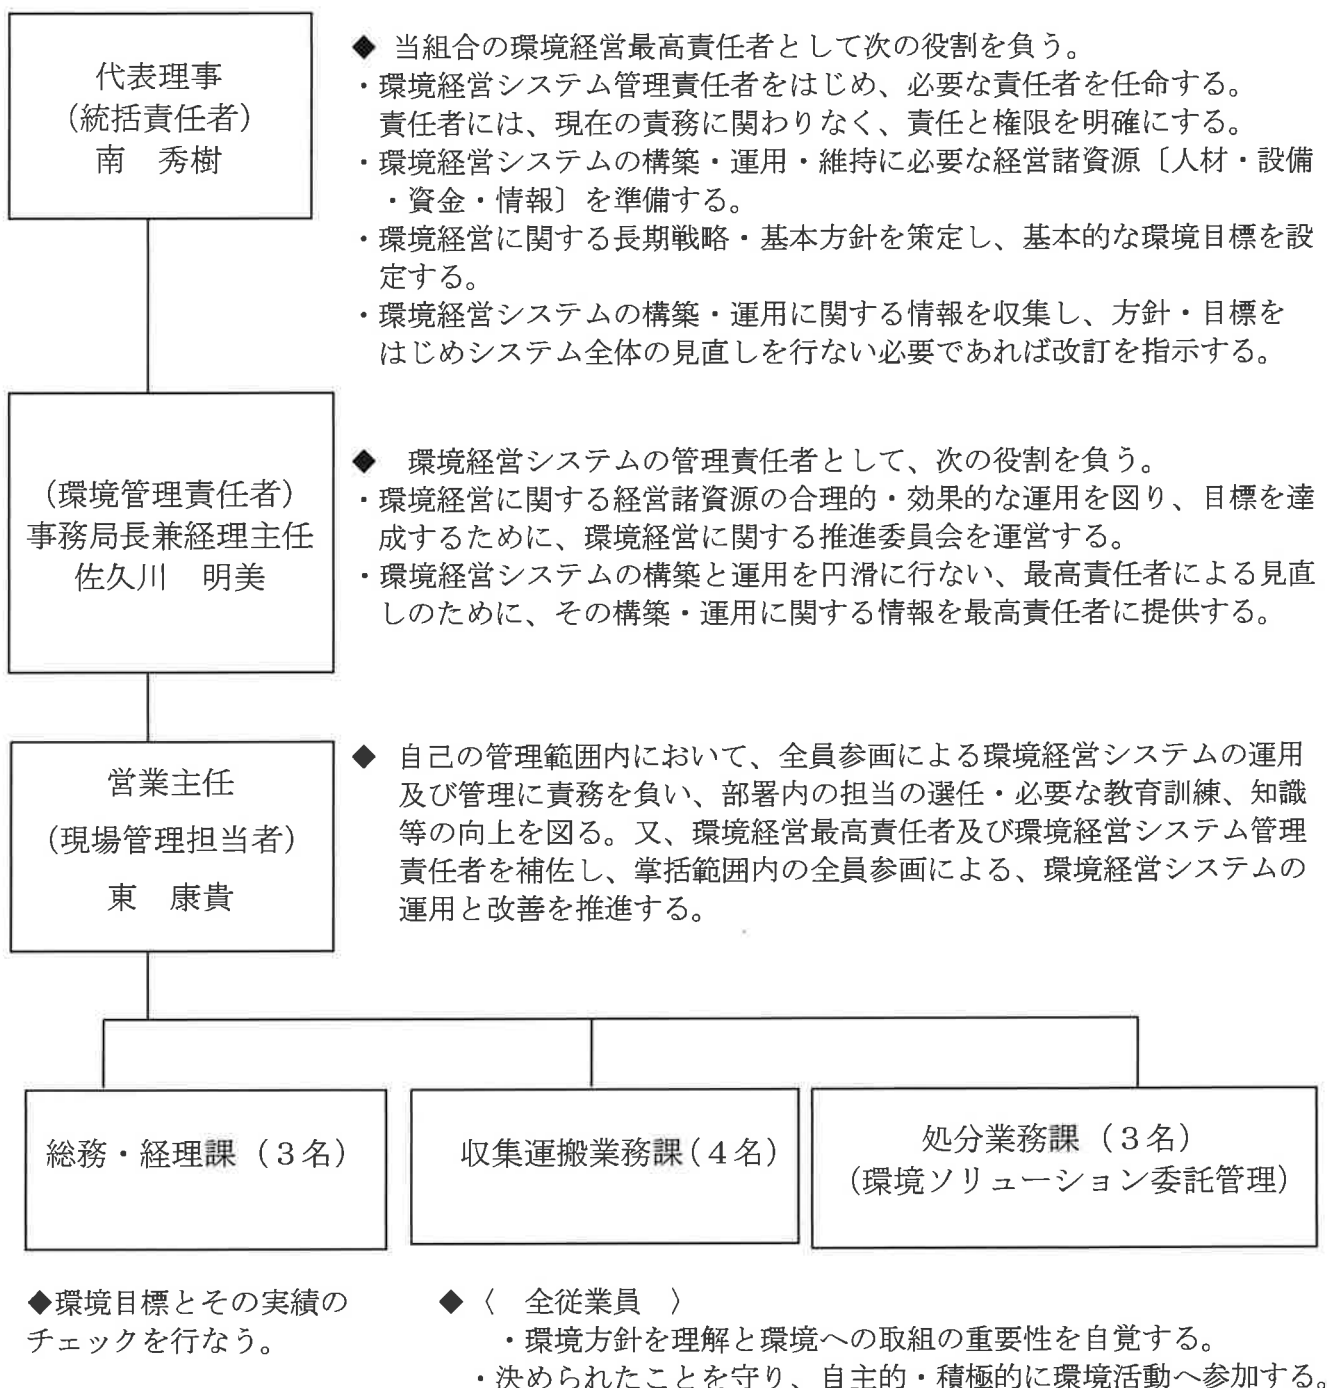 代表理事
(統括責任者)
南　秀樹
◆ 当組合の環境経営最高責任者として次の役割を負う。
・環境経営システム管理責任者をはじめ、必要な責任者を任命する。
責任者には、現在の責務に関わりなく、責任と権限を明確にする。
・環境経営システムの構築・運用・維持に必要な経営諸資源〔人材・設備
・資金・情報〕を準備する。
・環境経営に関する長期戦略・基本方針を策定し、基本的な環境目標を設
定する。
・環境経営システムの構築・運用に関する情報を収集し、方針・目標を
はじめシステム全体の見直しを行ない必要であれば改訂を指示する。
(環境管理責任者)
事務局長兼経理主任
佐久川　明美
◆　環境経営システムの管理責任者として、次の役割を負う。
・環境経営に関する経営諸資源の合理的・効果的な運用を図り、目標を達
成するために、環境経営に関する推進委員会を運営する。
・環境経営システムの構築と運用を円滑に行ない、最高責任者による見直
しのために、その構築・運用に関する情報を最高責任者に提供する。
営業主任
(現場管理担当者)
東　康貴
◆ 自己の管理範囲内において、全員参画による環境経営システムの運用
及び管理に責務を負い、部署内の担当の選任・必要な教育訓練、知識
等の向上を図る。又、環境経営最高責任者及び環境経営システム管理
責任者を補佐し、掌括範囲内の全員参画による、環境経営システムの
運用と改善を推進する。
総務・経理課（３名）
収集運搬業務課(４名)
処分業務課（３名）
(環境ソリューション委託管理)
◆環境目標とその実績の
チェックを行なう。
◆〈　全従業員　〉
・環境方針を理解と環境への取組の重要性を自覚する。
・決められたことを守り、自主的・積極的に環境活動へ参加する。